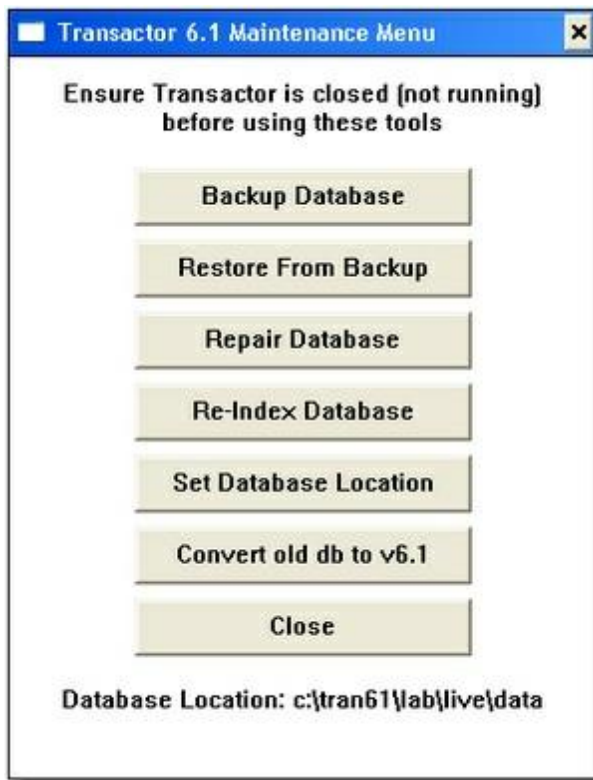 Transactor 6.1 Maintenance Menu
Ensure Transactor is closed (not running)
before using these tools
Backup Database
Restore From Backup
Repair Database
Re-Index Database
Set Database Location
Convert old db to v6.1
Close
Database Location: c:\tran61\lab\live\data